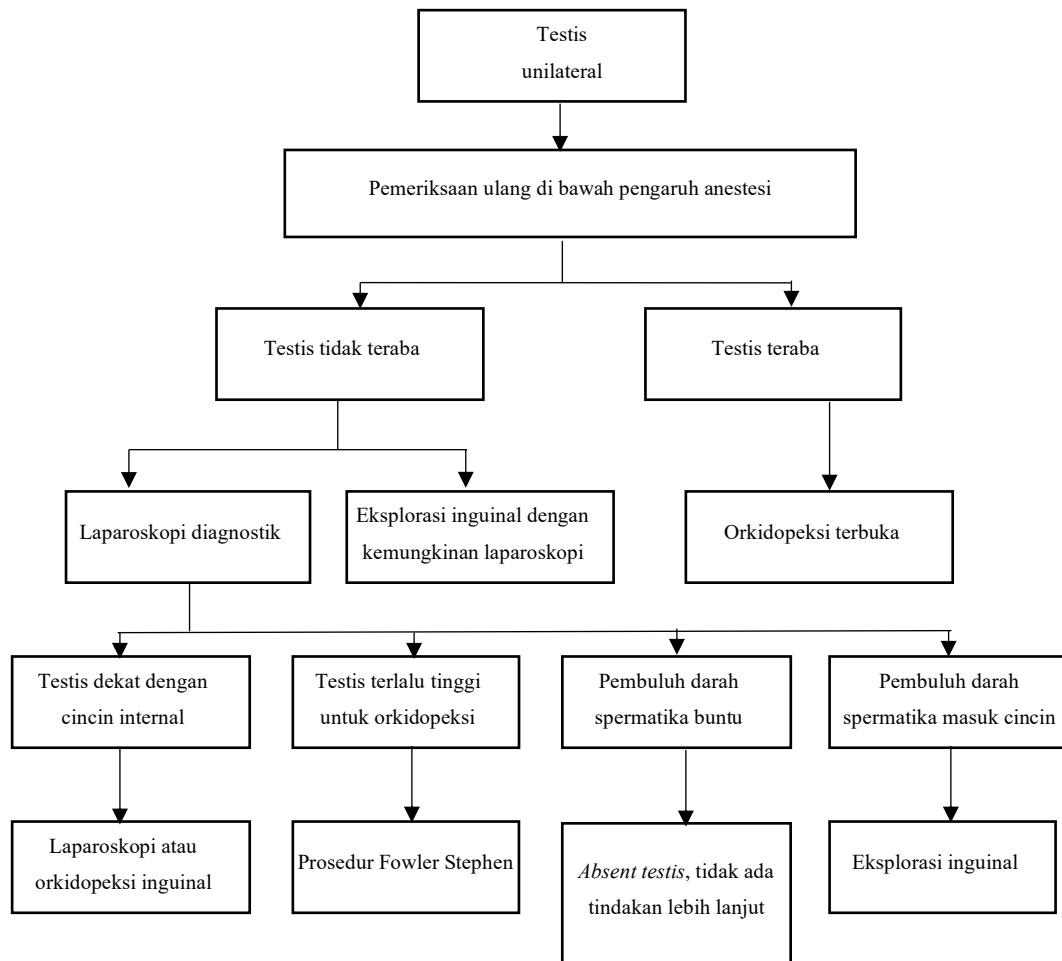 Testis
unilateral
Pemeriksaan ulang di bawah pengaruh anestesi
Testis tidak teraba
Testis teraba
Laparoskopi diagnostik
Eksplorasi inguinal dengan
kemungkinan laparoskopi
Orkidopeksi terbuka
Testis dekat dengan
cincin internal
Testis terlalu tinggi
untuk orkidopeksi
Pembuluh darah
spermatika buntu
Pembuluh darah
spermatika masuk cincin
Laparoskopi atau
orkidopeksi inguinal
Prosedur Fowler Stephen
Absent testis, tidak ada
tindakan lebih lanjut
Eksplorasi inguinal